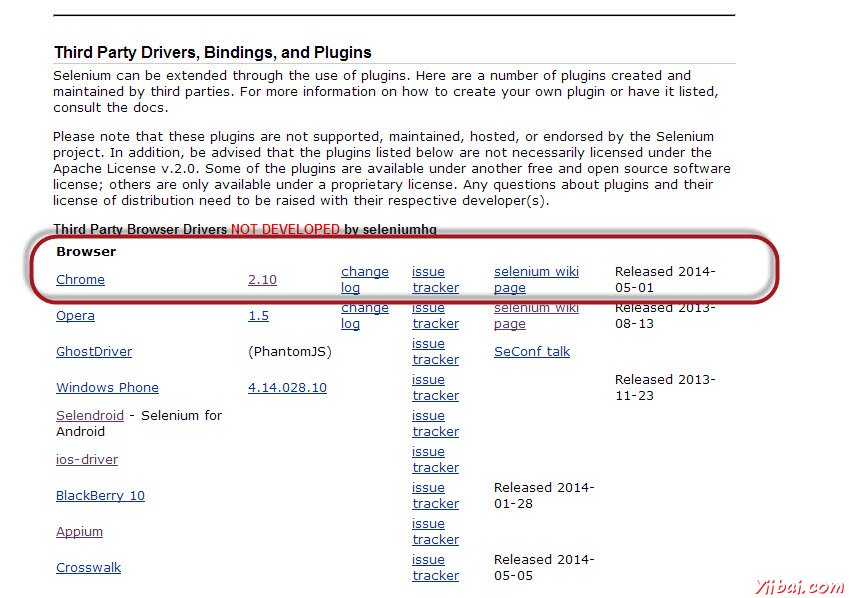 Third Party Drivers, Bindings, and Plugins
Selenium can be extended through the use of plugins. Here are a number of plugins created and
maintained by third parties. For more information on how to create your own plugin or have it listed,
consult the docs.
Please note that these plugins are not supported, maintained, hosted, or endorsed by the Selenium
project. In addition, be advised that the plugins listed below are not necessarily licensed under the
Apache License v.2.0. Some of the plugins are available under another free and open source software
license; others are only available under a proprietary license. Any questions about plugins and their
license of distribution need to be raised with their respective developer(s).
Third Party Browser Drivers NOT DEVELOPED by seleniumhq
Browser
Chrome 2.10 change log issue tracker selenium wiki page Released 2014-05-01
Opera 1.5 change log issue tracker selenium wiki page Released 2013-08-13
GhostDriver (PhantomJS) issue tracker SeConf talk
Windows Phone 4.14.028.10 issue tracker Released 2013-11-23
Selendroid - Selenium for Android issue tracker
ios-driver issue tracker
BlackBerry 10 issue tracker Released 2014-01-28
Appium issue tracker
Crosswalk issue tracker Released 2014-05-05
Yiibai.com